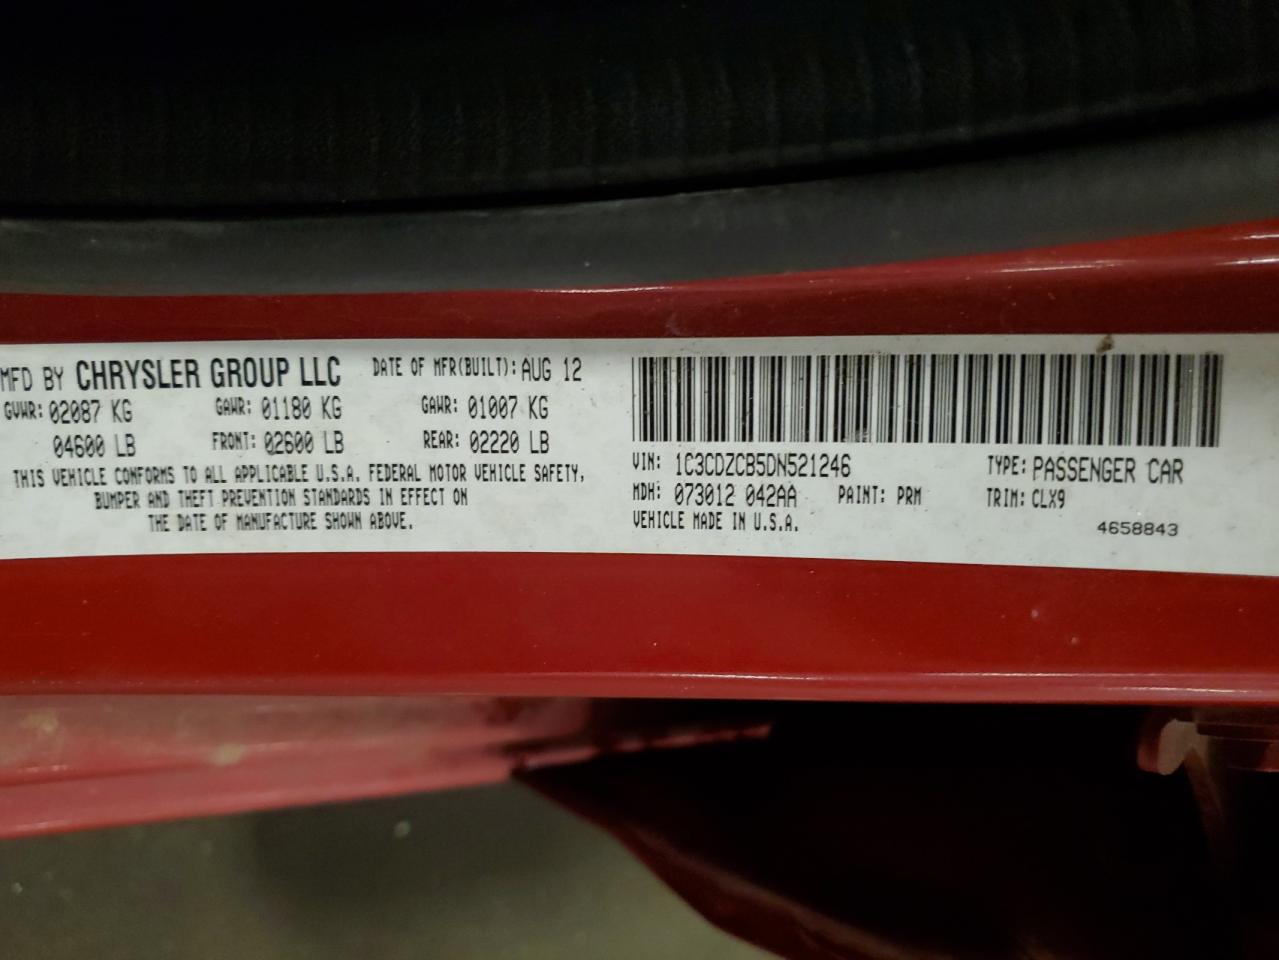 MFD BY CHRYSLER GROUP LLC DATE OF MFR(BUILT): AUG 12
GVWR: 02087 KG GAWR: 01180 KG GAWR: 01007 KG
04600 LB FRONT: 02600 LB REAR: 02220 LB
THIS VEHICLE CONFORMS TO ALL APPLICABLE U.S.A. FEDERAL MOTOR VEHICLE SAFETY,
BUMPER AND THEFT PREVENTION STANDARDS IN EFFECT ON
THE DATE OF MANUFACTURE SHOWN ABOVE.
VIN: 1C3CDZCB5DN521246 TYPE: PASSENGER CAR
MDH: 073012 042AA PAINT: PRM TRIM: CLX9
VEHICLE MADE IN U.S.A. 4658843